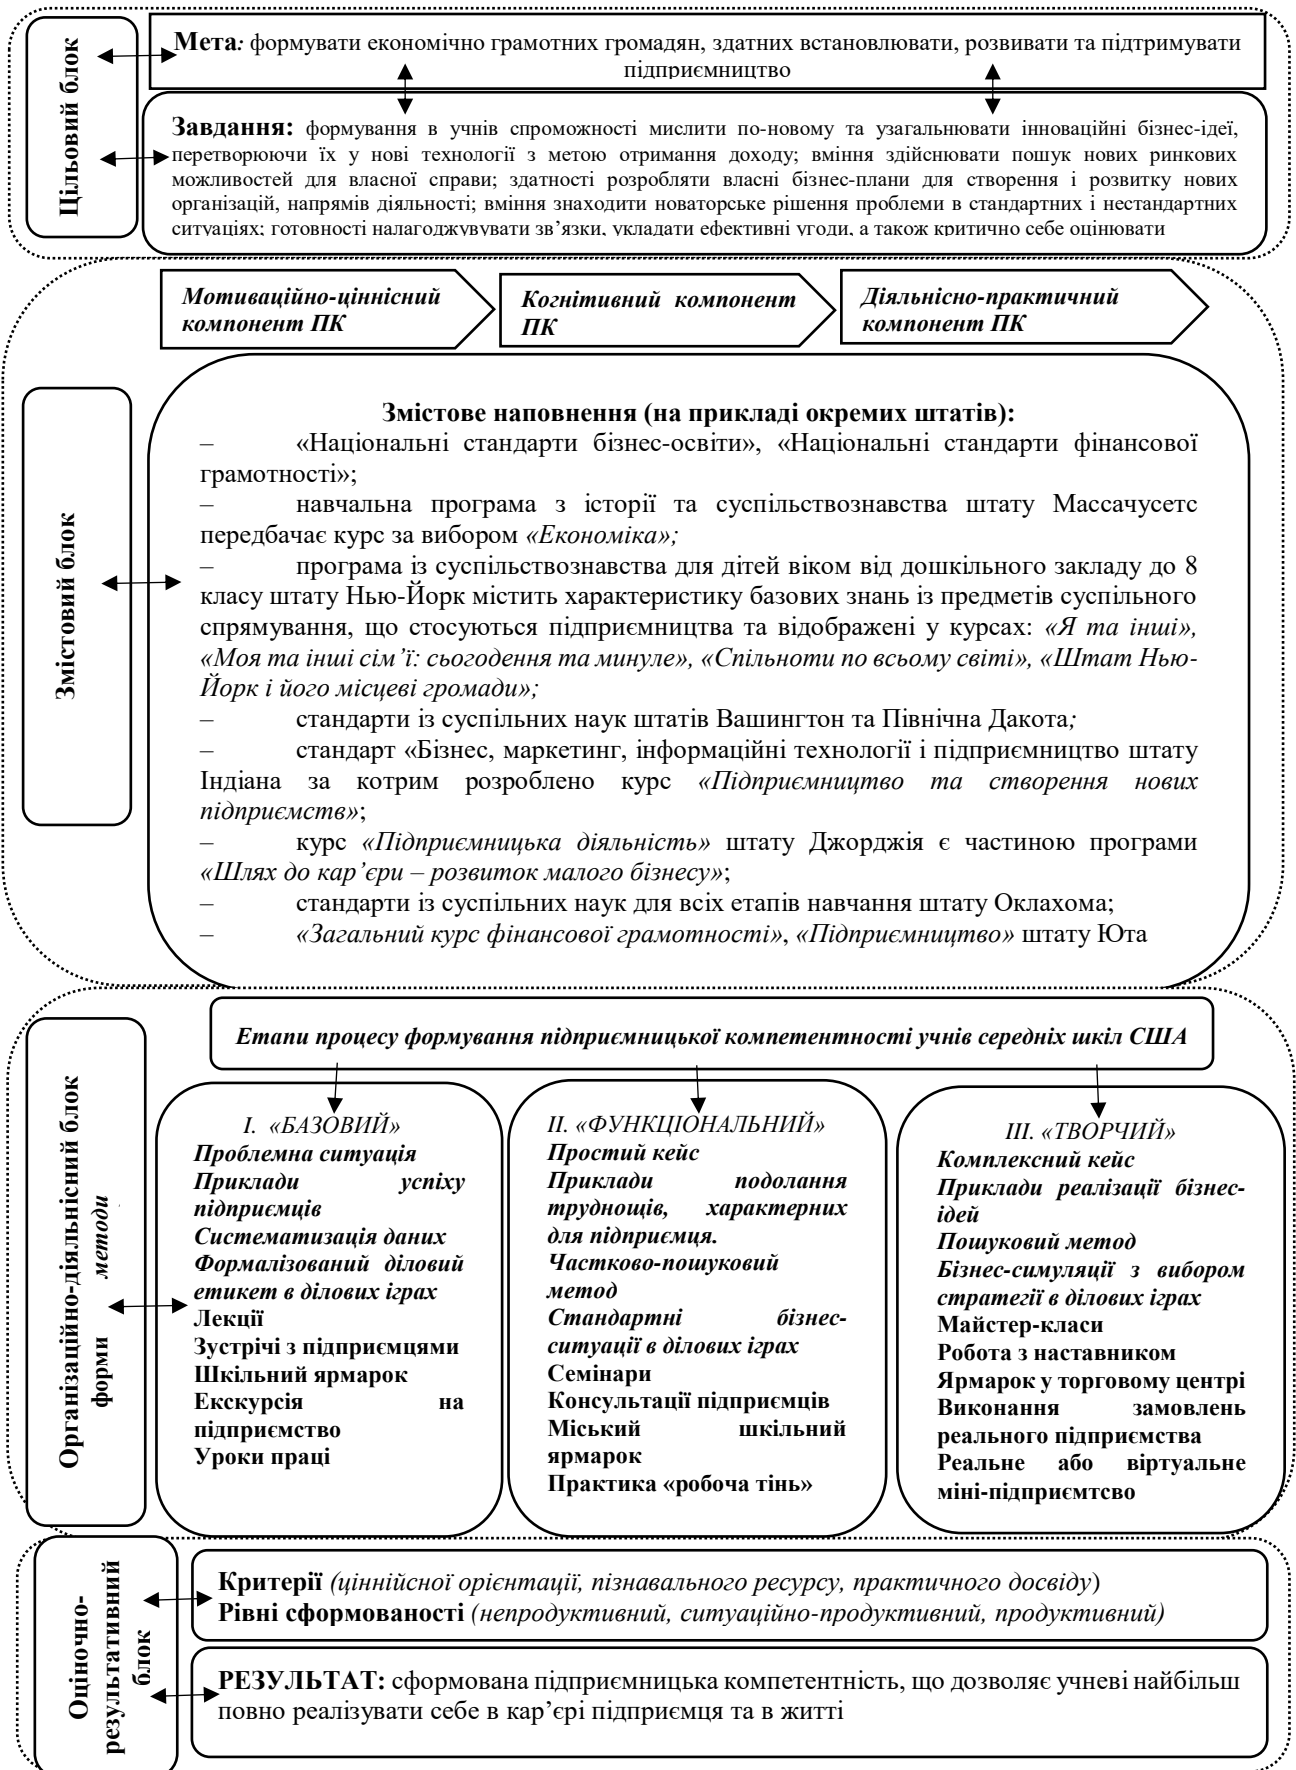 Цільовий блок
Мета: формувати економічно грамотних громадян, здатних встановлювати, розвивати та підтримувати
підприємництво
Завдання: формування в учнів спроможності мислити по-новому та узагальнювати інноваційні бізнес-ідеї,
перетворюючи їх у нові технології з метою отримання доходу; вміння здійснювати пошук нових ринкових
можливостей для власної справи; здатності розробляти власні бізнес-плани для створення і розвитку нових
організацій, напрямів діяльності; вміння знаходити новаторське рішення проблеми в стандартних і нестандартних
ситуаціях; готовності налагоджувувати зв’язки, укладати ефективні угоди, а також критично себе оцінювати
Мотиваційно-ціннісний
компонент ПК
Когнітивний компонент
ПК
Діяльнісно-практичний
компонент ПК
Змістовий блок
Змістове наповнення (на прикладі окремих штатів):
– «Національні стандарти бізнес-освіти», «Національні стандарти фінансової
грамотності»;
– навчальна програма з історії та суспільствознавства штату Массачусетс
передбачає курс за вибором «Економіка»;
– програма із суспільствознавства для дітей віком від дошкільного закладу до 8
класу штату Нью-Йорк містить характеристику базових знань із предметів суспільного
спрямування, що стосуються підприємництва та відображені у курсах: «Я та інші»,
«Моя та інші сім’ї: сьогодення та минуле», «Спільноти по всьому світі», «Штат Нью-
Йорк і його місцеві громади»;
– стандарти із суспільних наук штатів Вашингтон та Північна Дакота;
– стандарт «Бізнес, маркетинг, інформаційні технології і підприємництво штату
Індіана за котрим розроблено курс «Підприємництво та створення нових
підприємств»;
– курс «Підприємницька діяльність» штату Джорджія є частиною програми
«Шлях до кар’єри – розвиток малого бізнесу»;
– стандарти із суспільних наук для всіх етапів навчання штату Оклахома;
– «Загальний курс фінансової грамотності», «Підприємництво» штату Юта
Організаційно-діяльнісний блок
форми методи
Етапи процесу формування підприємницької компетентності учнів середніх шкіл США
І. «БАЗОВИЙ»
Проблемна ситуація
Приклади успіху
підприємців
Систематизація даних
Формалізований діловий
етикет в ділових іграх
Лекції
Зустрічі з підприємцями
Шкільний ярмарок
Екскурсія на
підприємство
Уроки праці
ІІ. «ФУНКЦІОНАЛЬНИЙ»
Простий кейс
Приклади подолання
труднощів, характерних
для підприємця.
Частково-пошуковий
метод
Стандартні бізнес-
ситуації в ділових іграх
Семінари
Консультації підприємців
Міський шкільний
ярмарок
Практика «робоча тінь»
ІІІ. «ТВОРЧИЙ»
Комплексний кейс
Приклади реалізації бізнес-
ідей
Пошуковий метод
Бізнес-симуляції з вибором
стратегії в ділових іграх
Майстер-класи
Робота з наставником
Ярмарок у торговому центрі
Виконання замовлень
реального підприємства
Реальне або віртуальне
міні-підприємтсво
Оціночно-
результативний
блок
Критерії (ціннійсної орієнтації, пізнавального ресурсу, практичного досвіду)
Рівні сформованості (непродуктивний, ситуаційно-продуктивний, продуктивний)
РЕЗУЛЬТАТ: сформована підприємницька компетентність, що дозволяє учневі найбільш
повно реалізувати себе в кар’єрі підприємця та в житті